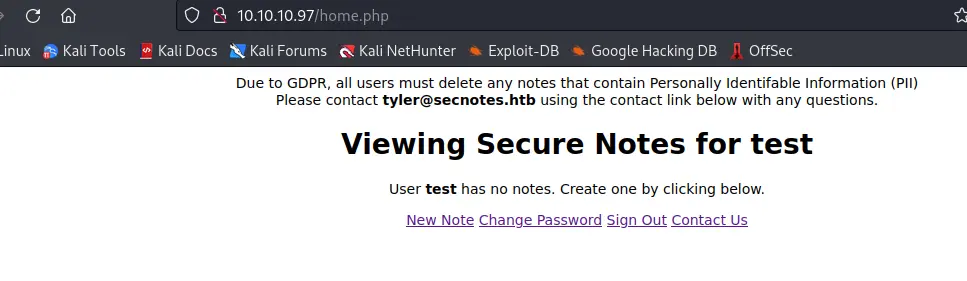 10.10.10.97/home.php
Linux Kali Tools Kali Docs Kali Forums Kali NetHunter Exploit-DB Google Hacking DB OffSec
Due to GDPR, all users must delete any notes that contain Personally Identifable Information (PII)
Please contact tyler@secnotes.htb using the contact link below with any questions.
Viewing Secure Notes for test
User test has no notes. Create one by clicking below.
New Note Change Password Sign Out Contact Us